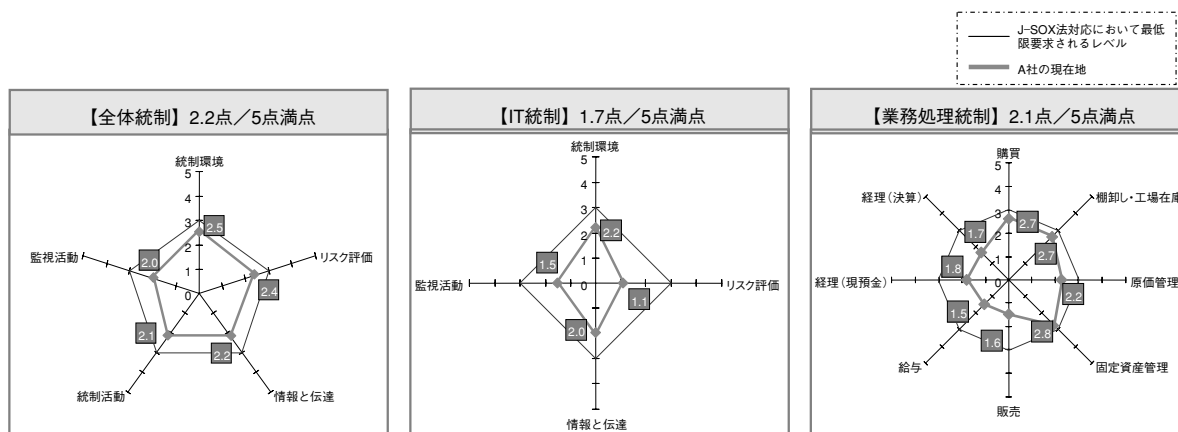 J-SOX法対応において最低
限要求されるレベル
A社の現在地
【全体統制】2.2点／5点満点
統制環境
5
4
3
2
1
0
リスク評価
情報と伝達
統制活動
監視活動
2.5
2.4
2.2
2.1
2.0
【IT統制】1.7点／5点満点
統制環境
5
4
3
2
1
0
リスク評価
情報と伝達
監視活動
2.2
1.1
2.0
1.5
【業務処理統制】2.1点／5点満点
購買
5
4
3
2
1
0
棚卸し・工場在庫
原価管理
固定資産管理
販売
給与
経理（現預金）
経理（決算）
2.7
2.7
2.2
2.8
1.6
1.5
1.8
1.7